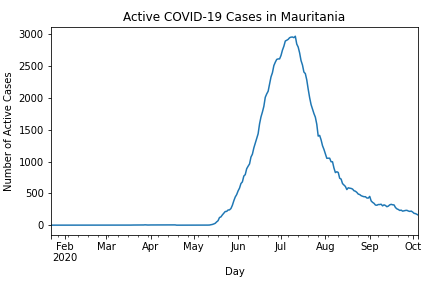 Active COVID-19 Cases in Mauritania
Number of Active Cases
3000
2500
2000
1500
1000
500
0
Feb
2020
Mar
Apr
May
Jun
Jul
Aug
Sep
Oct
Day